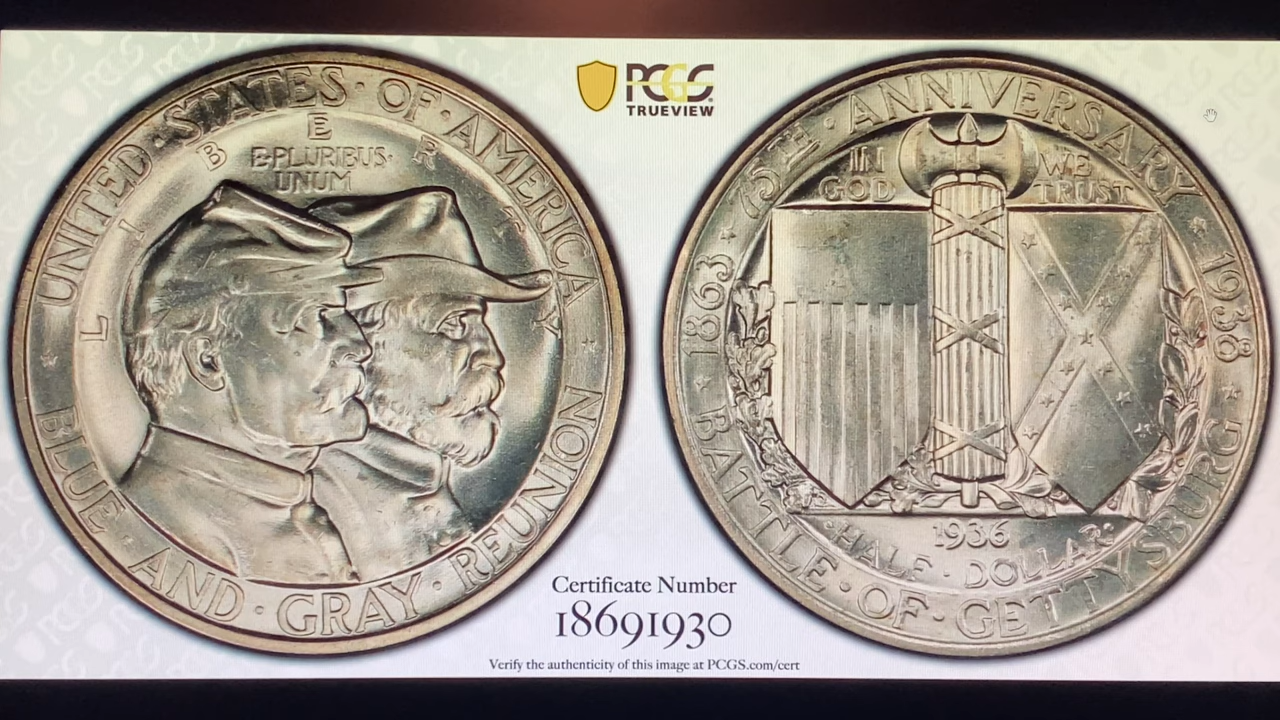 UNITED · STATES · OF · AMERICA
LIBERTY
E·PLURIBUS·
UNUM
BLUE · AND · GRAY · REUNION
PCGS
TRUEVIEW
75TH · ANNIVERSARY
IN
GOD
WE
TRUST
1863
1938
1936
·HALF · DOLLAR·
BATTLE · OF · GETTYSBURG
Certificate Number
18691930
Verify the authenticity of this image at PCGS.com/cert